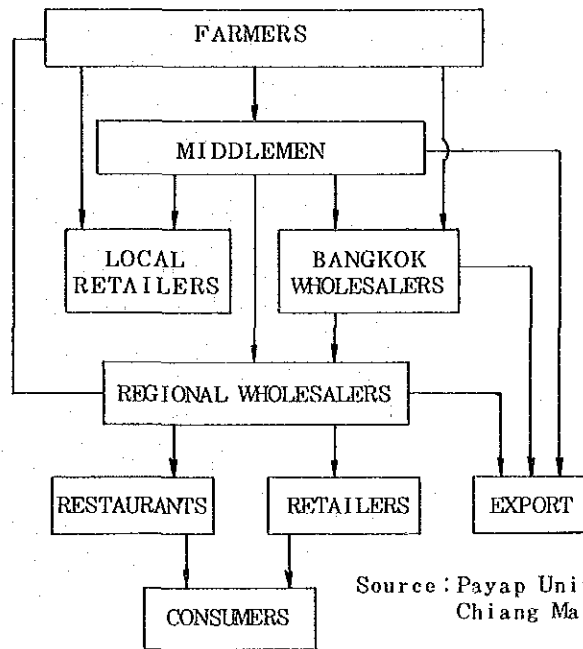 FARMERS
MIDDLEMEN
LOCAL
RETAILERS
BANGKOK
WHOLESALERS
REGIONAL WHOLESALERS
RESTAURANTS
RETAILERS
EXPORT
CONSUMERS
Source : Payap Uni
Chiang Ma